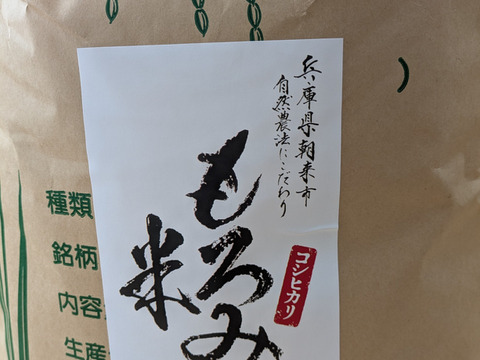 兵庫県朝来市
自然農法にこだわり
もろみ
米
コシヒカリ
種類
銘柄
内容
生産